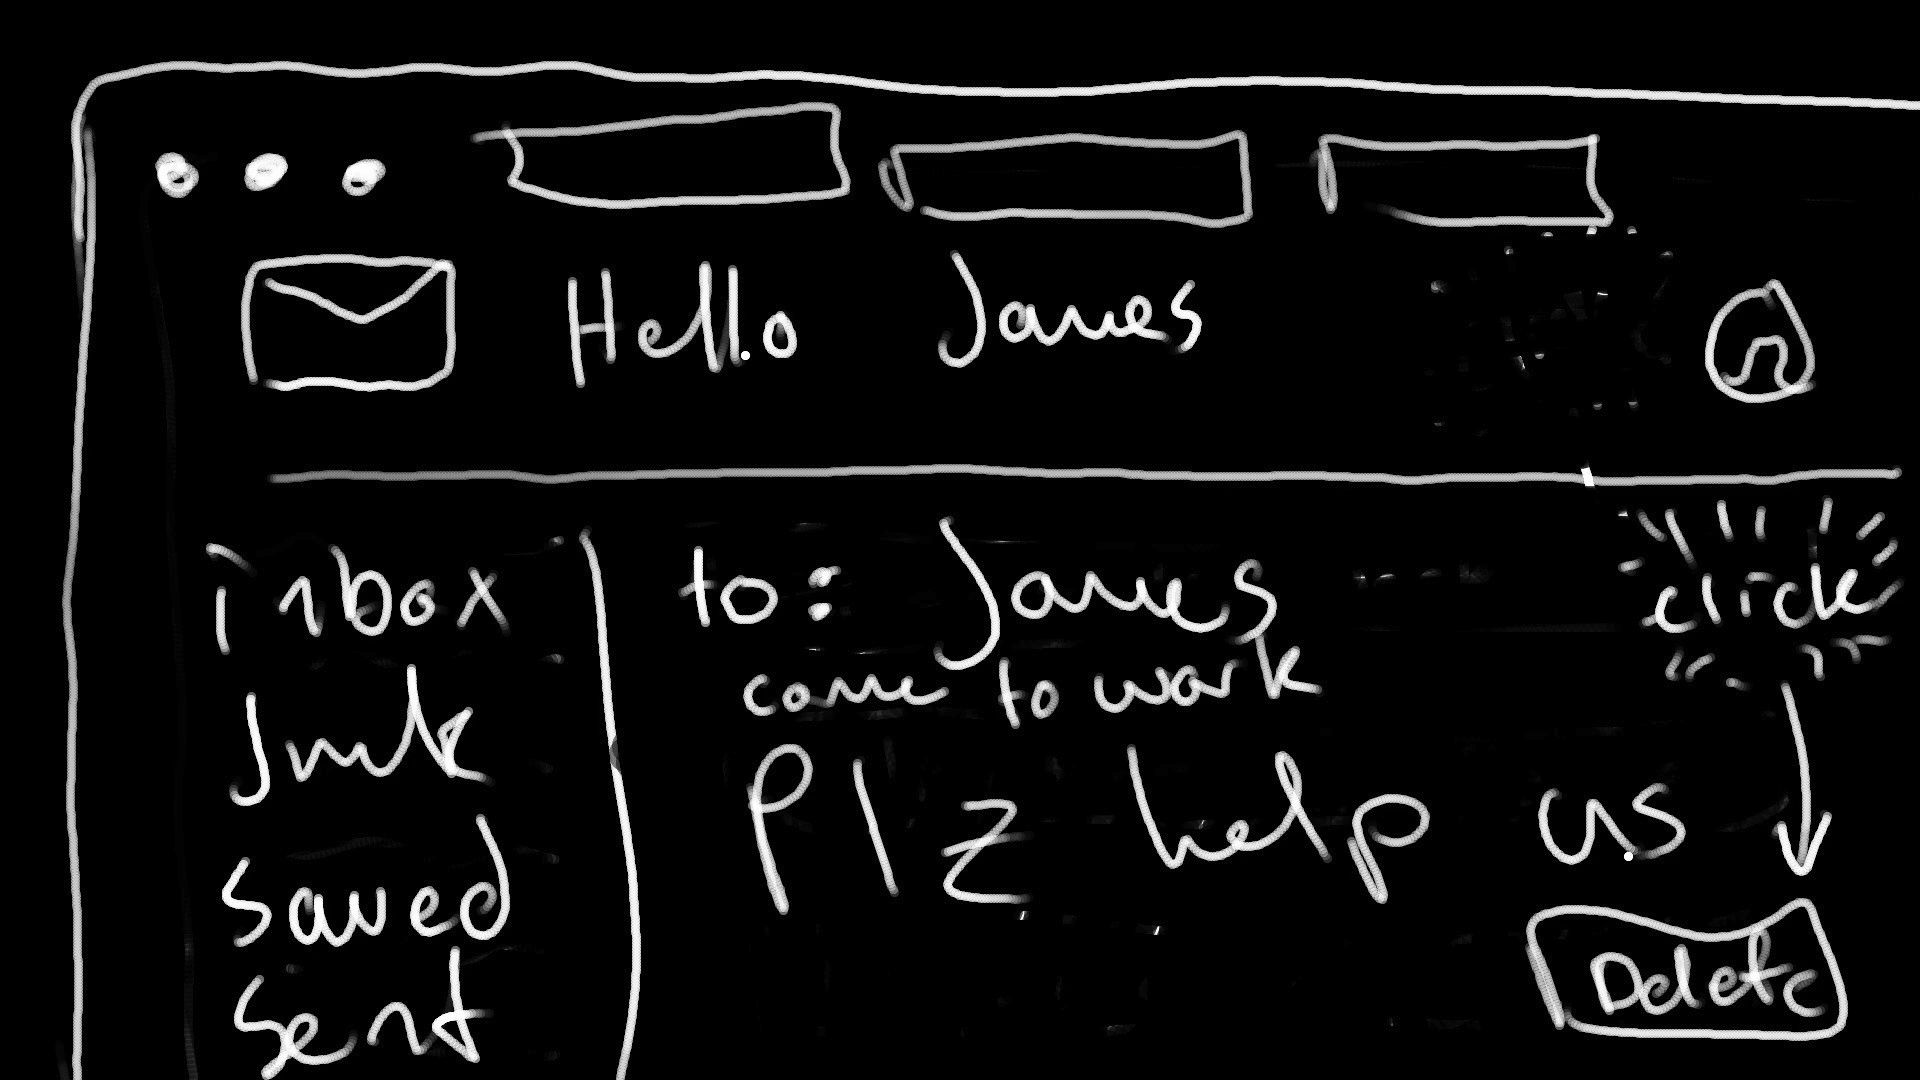 Hello James
inbox
Junk
saved
sent
to: James
come to work
Plz help us
click
Delete